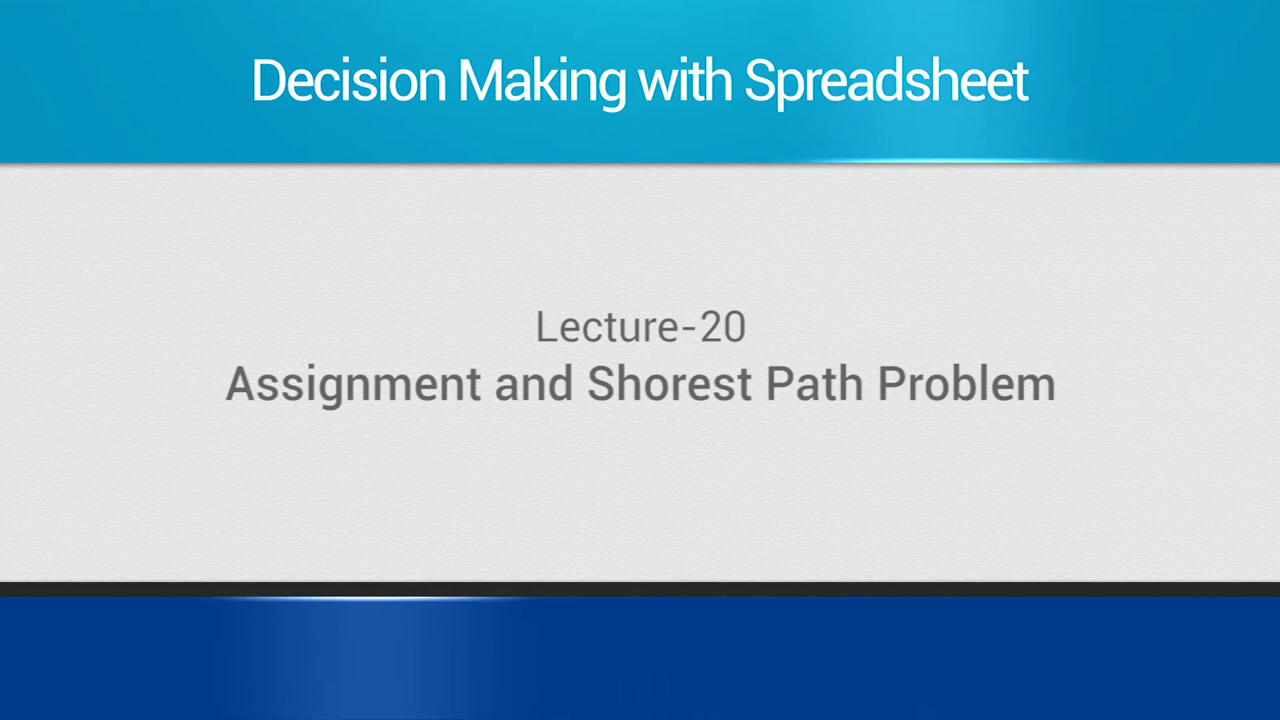 Decision Making with Spreadsheet
Lecture-20
Assignment and Shorest Path Problem